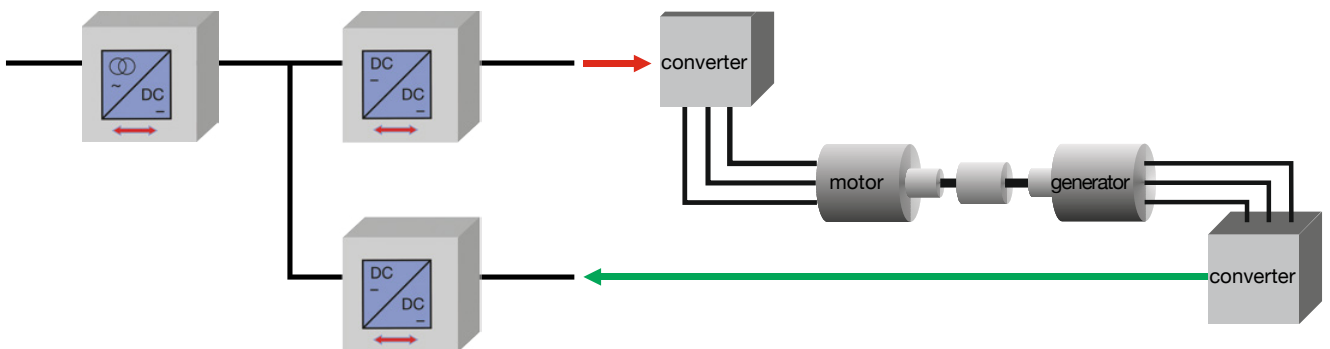 ~
DC
–
DC
–
DC
–
converter
motor
generator
DC
–
DC
–
converter